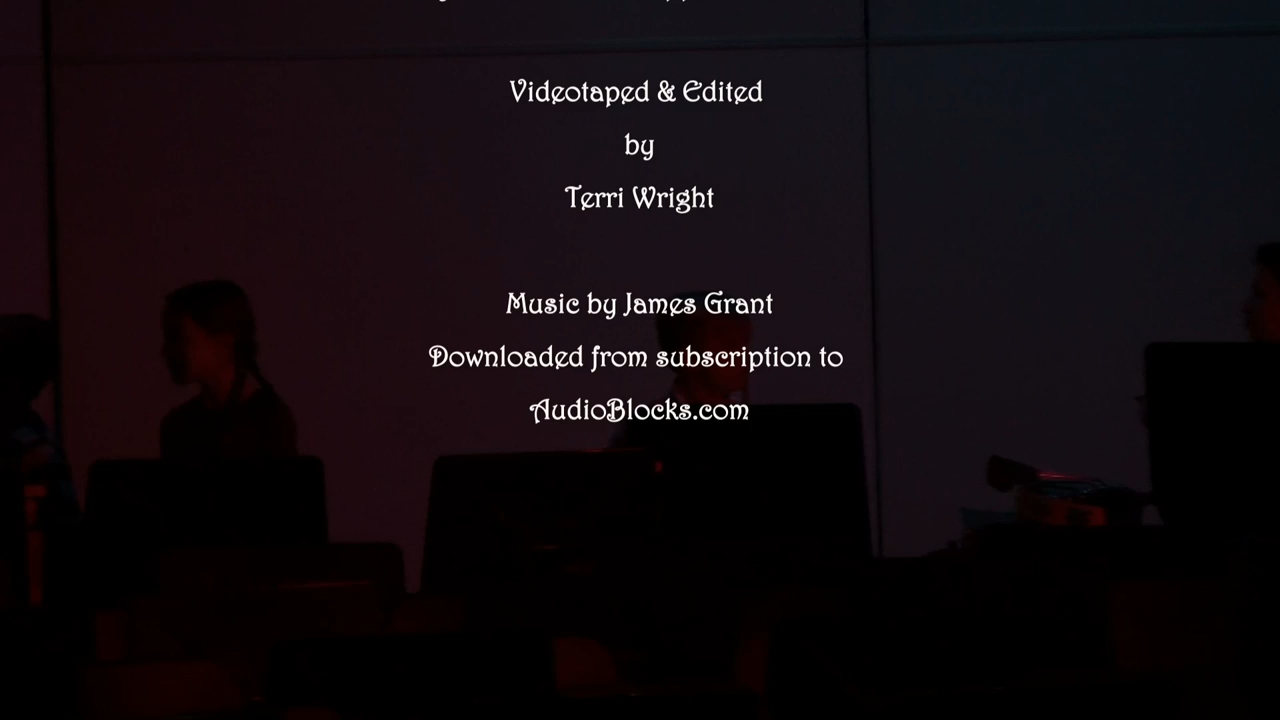 Videotaped & Edited
by
Terri Wright
Music by James Grant
Downloaded from subscription to
AudioBlocks.com